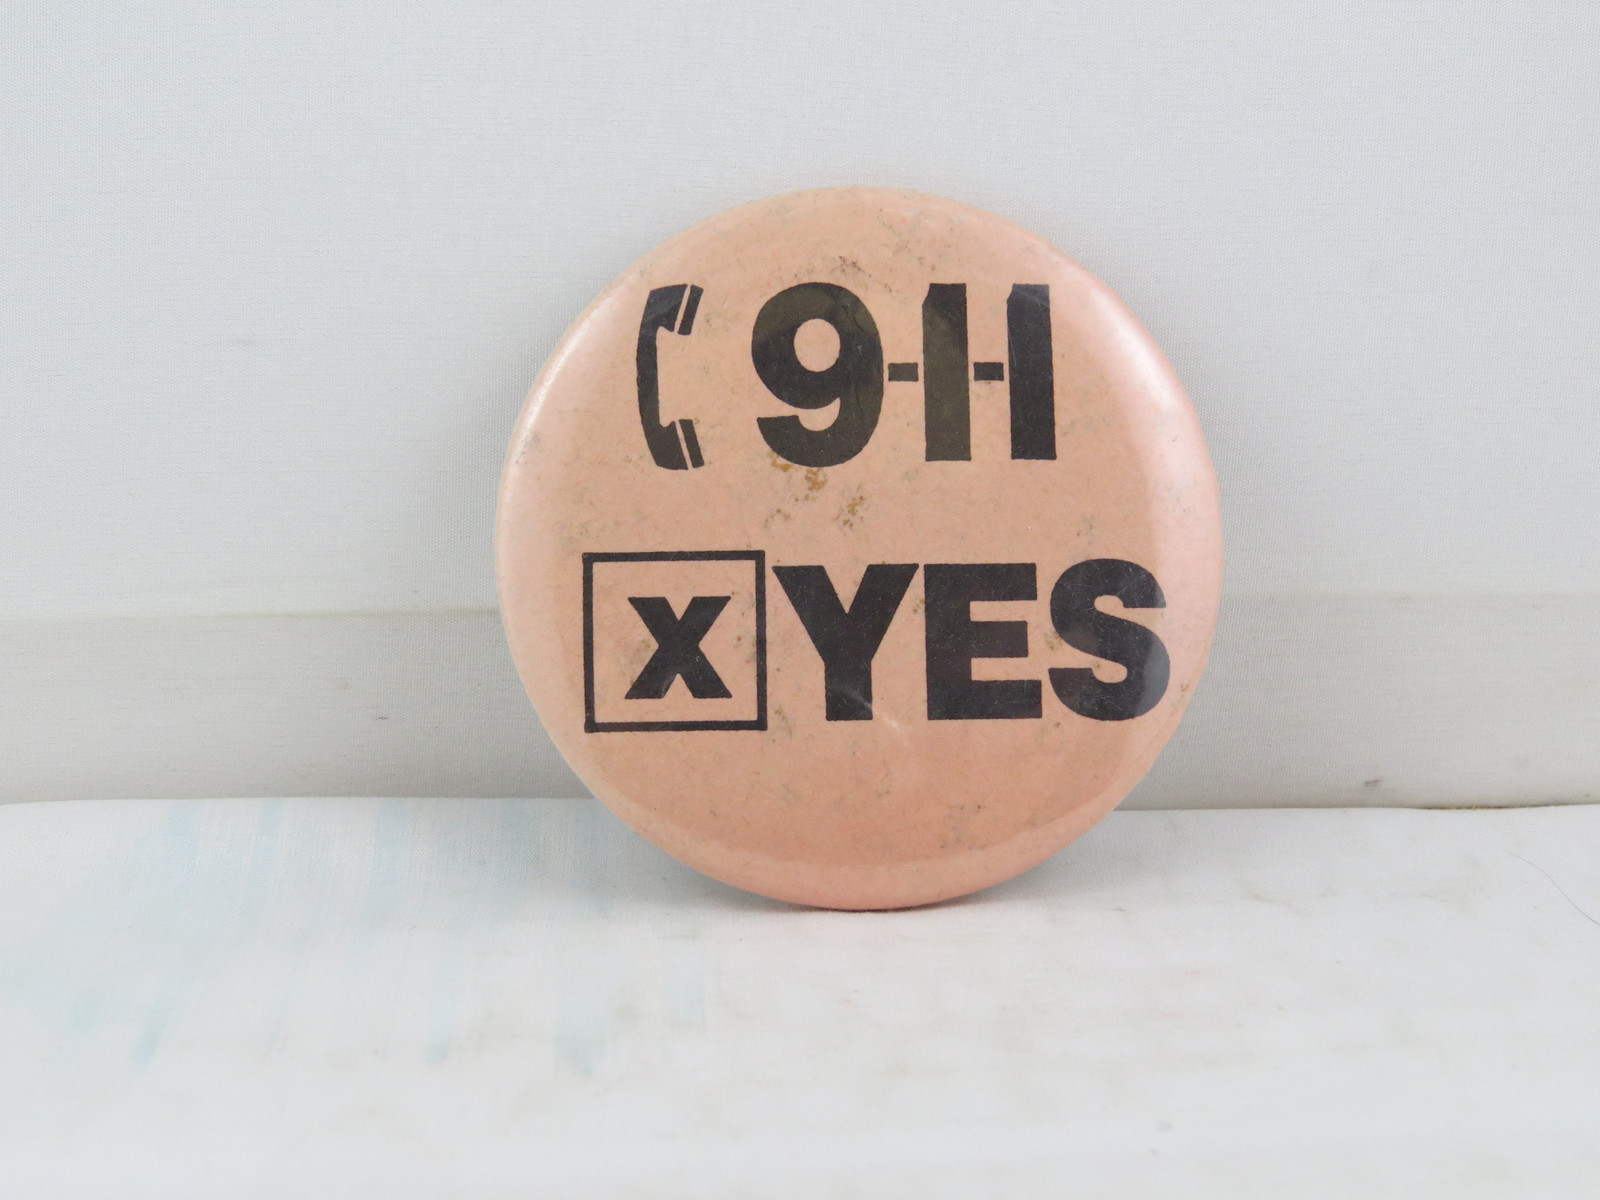 9-1-1
X YES